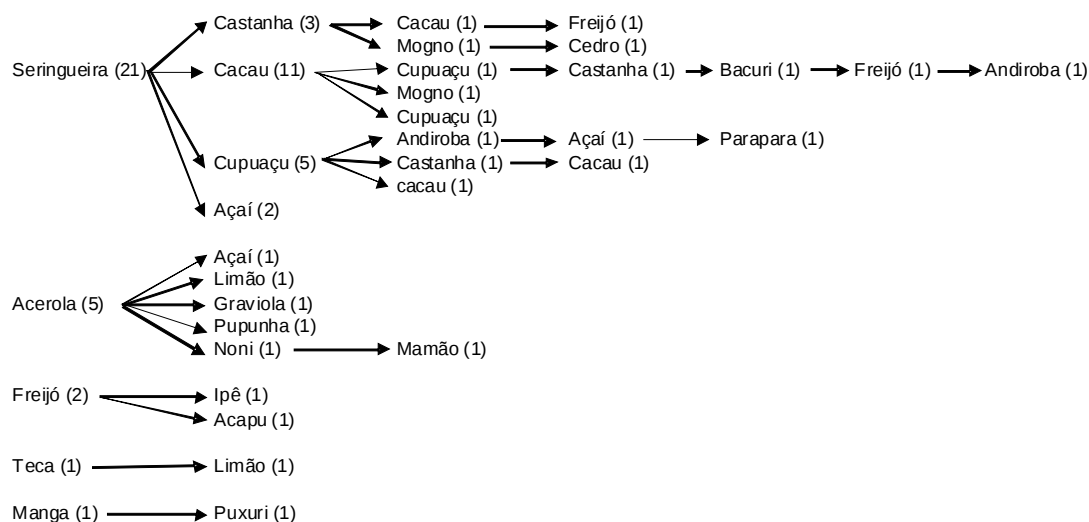 Castanha (3) Cacau (1) Freijó (1)
Mogno (1) Cedro (1)
Seringueira (21) Cacau (11) Cupuaçu (1) Castanha (1) Bacuri (1) Freijó (1) Andiroba (1)
Mogno (1)
Cupuaçu (1)
Andiroba (1) Açaí (1) Parapara (1)
Cupuaçu (5) Castanha (1) Cacau (1)
cacau (1)
Açaí (2)
Açaí (1)
Limão (1)
Acerola (5) Graviola (1)
Pupunha (1)
Noni (1) Mamão (1)
Freijó (2) Ipê (1)
Acapu (1)
Teca (1) Limão (1)
Manga (1) Puxuri (1)